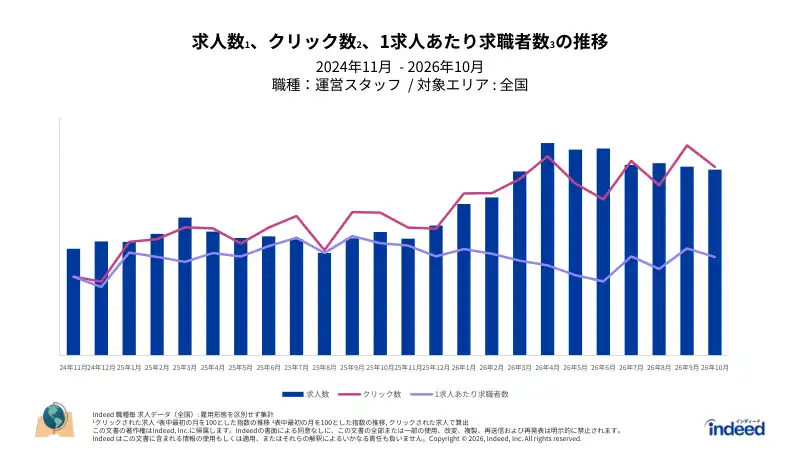 求人数1、クリック数2、1求人あたり求職者数3の推移
2024年11月 - 2026年10月
職種：運営スタッフ / 対象エリア : 全国
24年11月 24年12月 25年1月 25年2月 25年3月 25年4月 25年5月 25年6月 25年7月 25年8月 25年9月 25年10月 25年11月 25年12月 26年1月 26年2月 26年3月 26年4月 26年5月 26年6月 26年7月 26年8月 26年9月 26年10月
求人数 クリック数 1求人あたり求職者数
Indeed 職種毎 求人データ（全国）: 雇用形態を区別せず集計
¹クリックされた求人 ²表中最初の月を100とした指数の推移 ³表中最初の月を100とした指数の推移, クリックされた求人で算出
この文書の著作権はIndeed, Inc.に帰属します。Indeedの書面による同意なしに、この文書の全部または一部の使用、改変、複製、再送信および再発表は明示的に禁止されます。
Indeed はこの文書に含まれる情報の使用もしくは適用、またはそれらの解釈によるいかなる責任も負いません。Copyright © 2026, Indeed, Inc. All rights reserved.
インディード
indeed